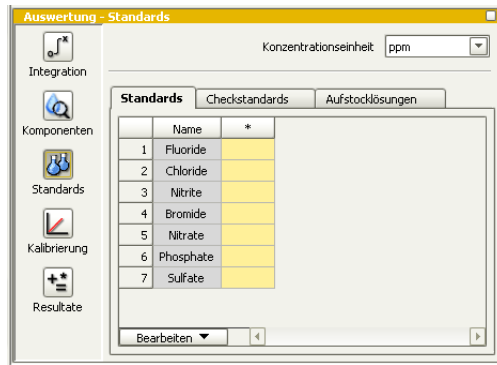 Auswertung - Standards
Konzentrationseinheit ppm
Integration
Komponenten
Standards
Kalibrierung
Resultate
Standards Checkstandards Aufstocklösungen
Name *
1 Fluoride
2 Chloride
3 Nitrite
4 Bromide
5 Nitrate
6 Phosphate
7 Sulfate
Bearbeiten